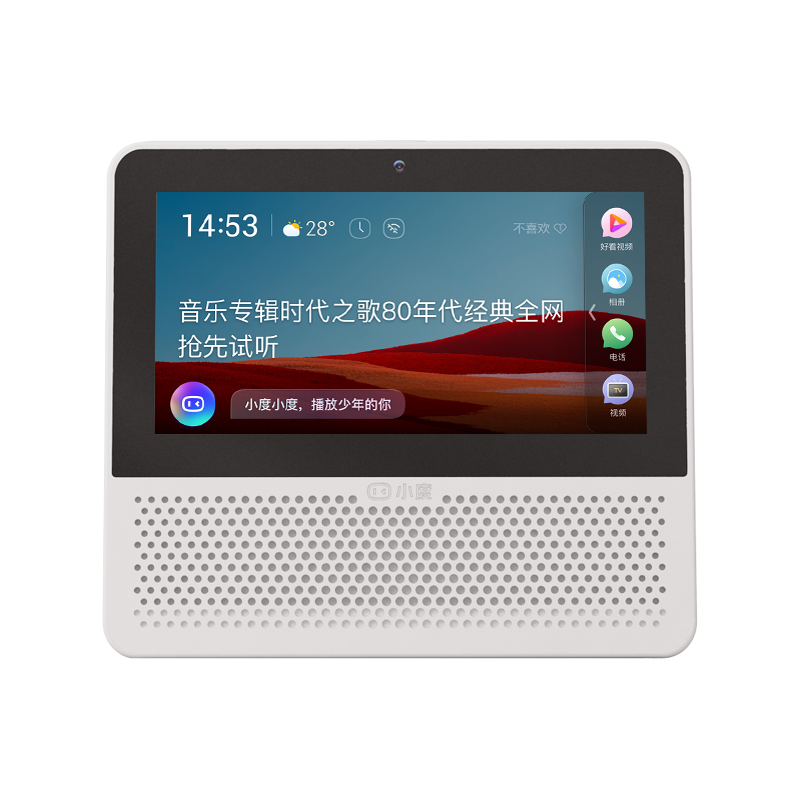 14:53
28°
不喜欢
好看视频
相册
音乐专辑时代之歌80年代经典全网
抢先试听
电话
TV
视频
小度小度，播放少年的你
小度